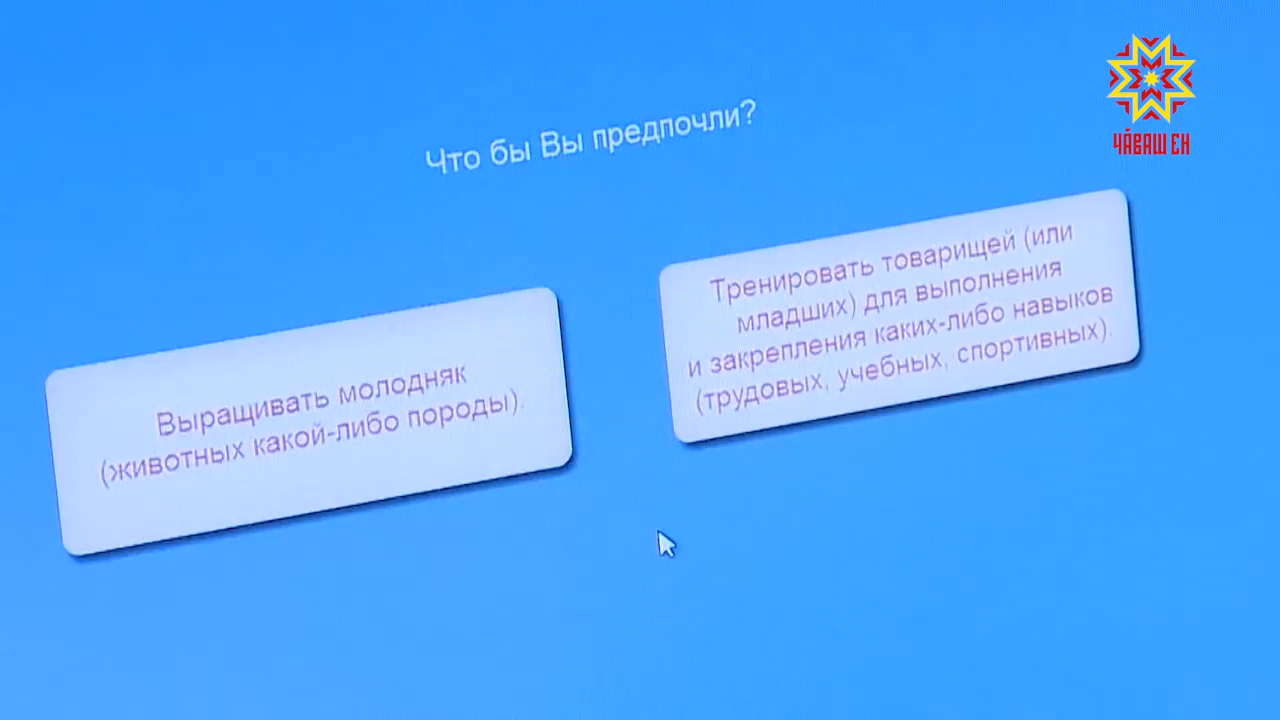 ЧӐВАШ ЕН
Что бы Вы предпочли?
Выращивать молодняк
(животных какой-либо породы).
Тренировать товарищей (или
младших) для выполнения
и закрепления каких-либо навыков
(трудовых, учебных, спортивных).